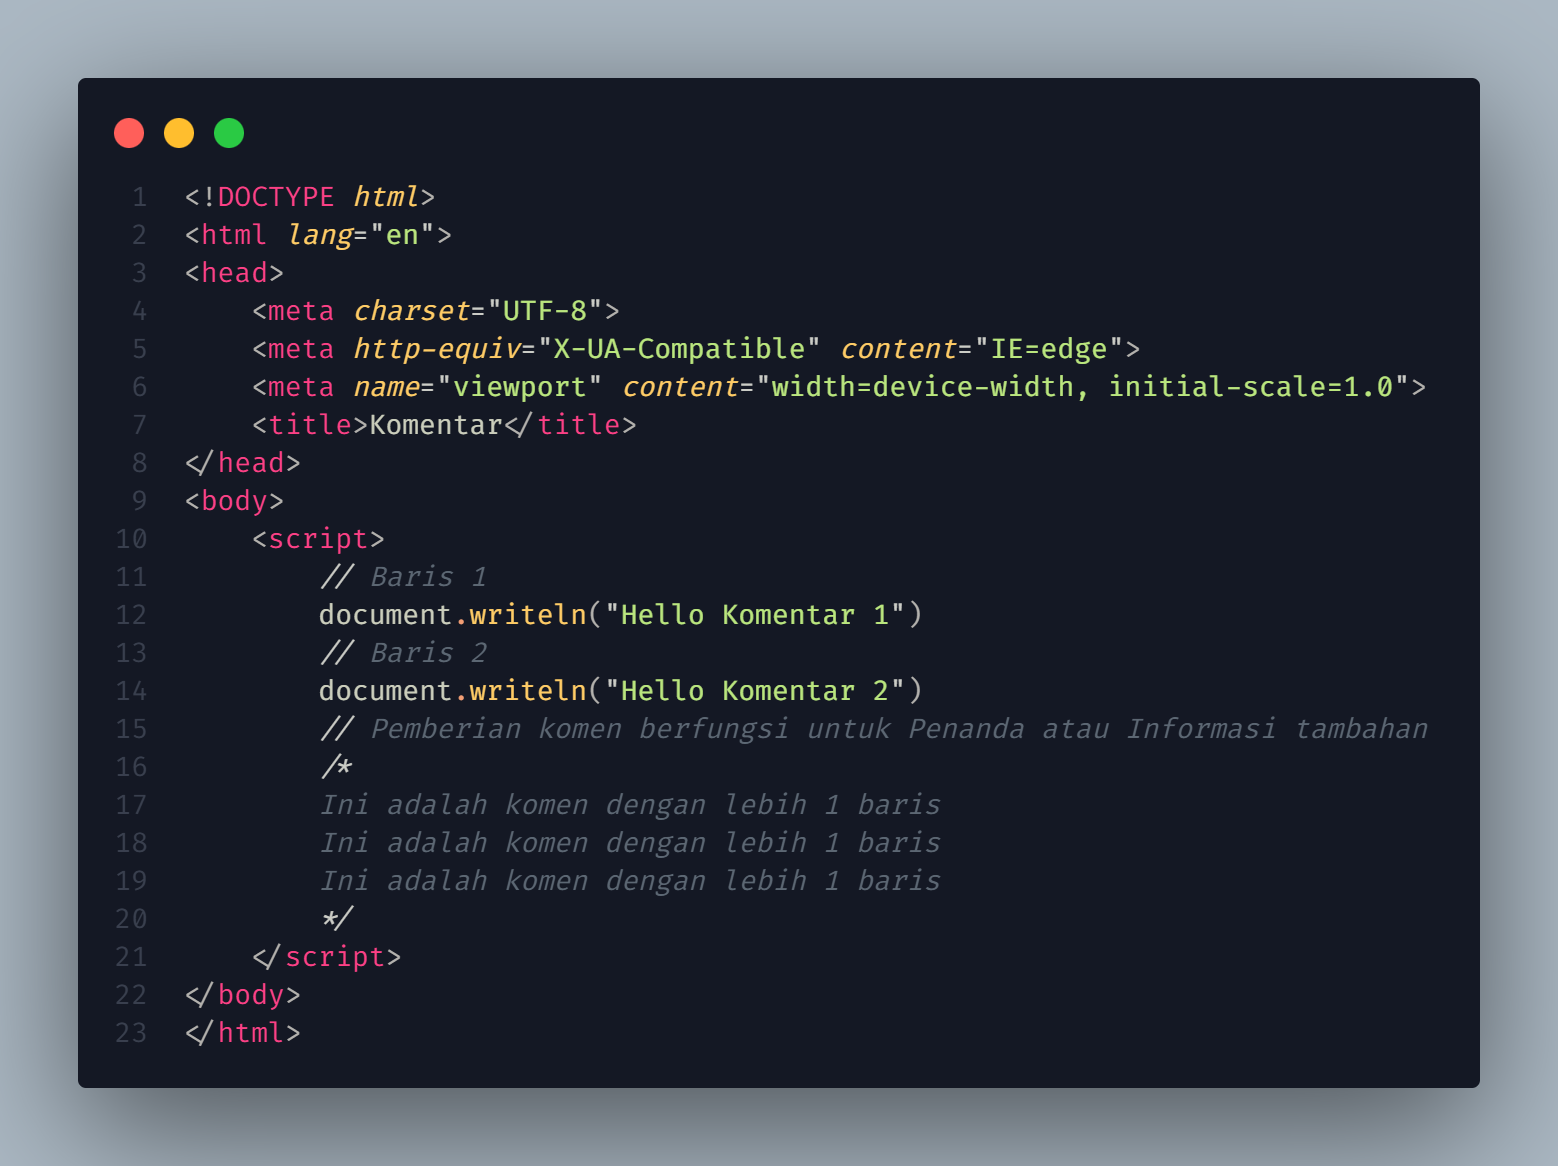 1 <!DOCTYPE html>
2 <html lang="en">
3 <head>
4     <meta charset="UTF-8">
5     <meta http-equiv="X-UA-Compatible" content="IE=edge">
6     <meta name="viewport" content="width=device-width, initial-scale=1.0">
7     <title>Komentar</title>
8 </head>
9 <body>
10     <script>
11         // Baris 1
12         document.writeln("Hello Komentar 1")
13         // Baris 2
14         document.writeln("Hello Komentar 2")
15         // Pemberian komen berfungsi untuk Penanda atau Informasi tambahan
16         /*
17         Ini adalah komen dengan lebih 1 baris
18         Ini adalah komen dengan lebih 1 baris
19         Ini adalah komen dengan lebih 1 baris
20         */
21     </script>
22 </body>
23 </html>